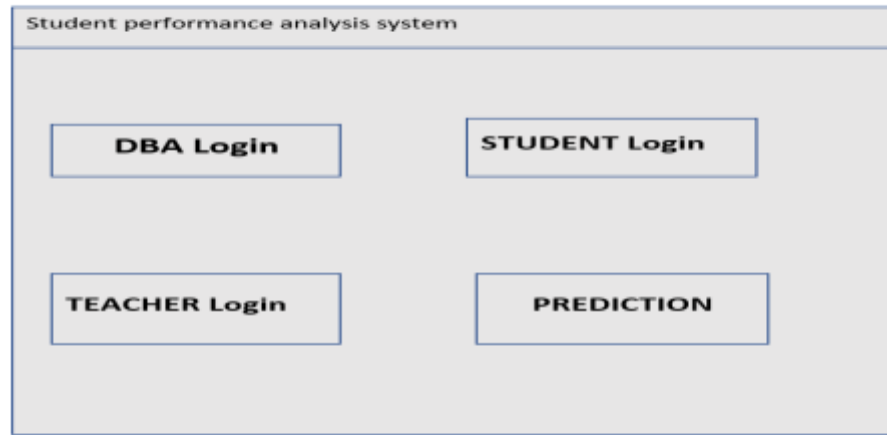 Student performance analysis system
DBA Login
STUDENT Login
TEACHER Login
PREDICTION